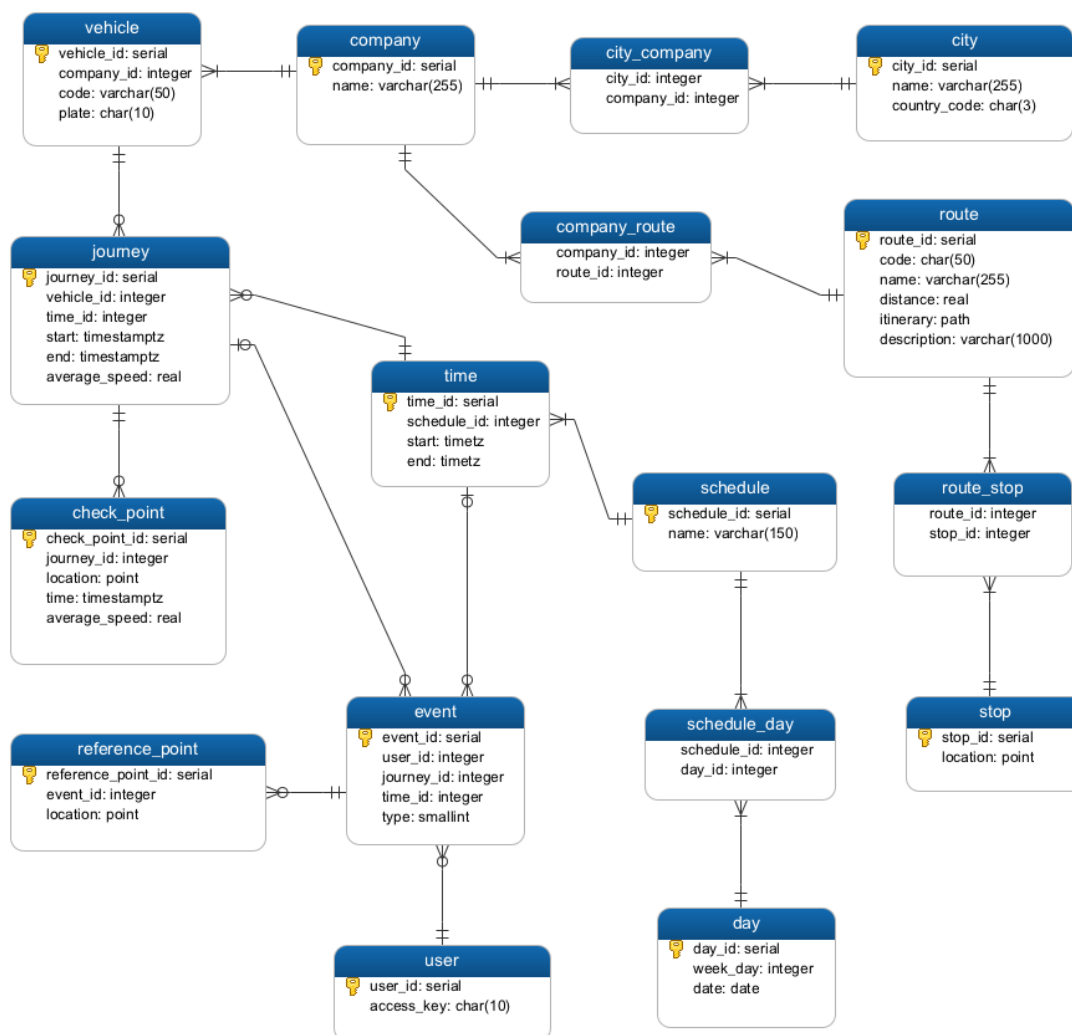 vehicle
vehicle_id: serial
company_id: integer
code: varchar(50)
plate: char(10)
company
company_id: serial
name: varchar(255)
city_company
city_id: integer
company_id: integer
city
city_id: serial
name: varchar(255)
country_code: char(3)
journey
journey_id: serial
vehicle_id: integer
time_id: integer
start: timestamptz
end: timestamptz
average_speed: real
company_route
company_id: integer
route_id: integer
route
route_id: serial
code: char(50)
name: varchar(255)
distance: real
itinerary: path
description: varchar(1000)
time
time_id: serial
schedule_id: integer
start: timetz
end: timetz
check_point
check_point_id: serial
journey_id: integer
location: point
time: timestamptz
average_speed: real
schedule
schedule_id: serial
name: varchar(150)
route_stop
route_id: integer
stop_id: integer
event
event_id: serial
user_id: integer
journey_id: integer
time_id: integer
type: smallint
reference_point
reference_point_id: serial
event_id: integer
location: point
schedule_day
schedule_id: integer
day_id: integer
stop
stop_id: serial
location: point
user
user_id: serial
access_key: char(10)
day
day_id: serial
week_day: integer
date: date